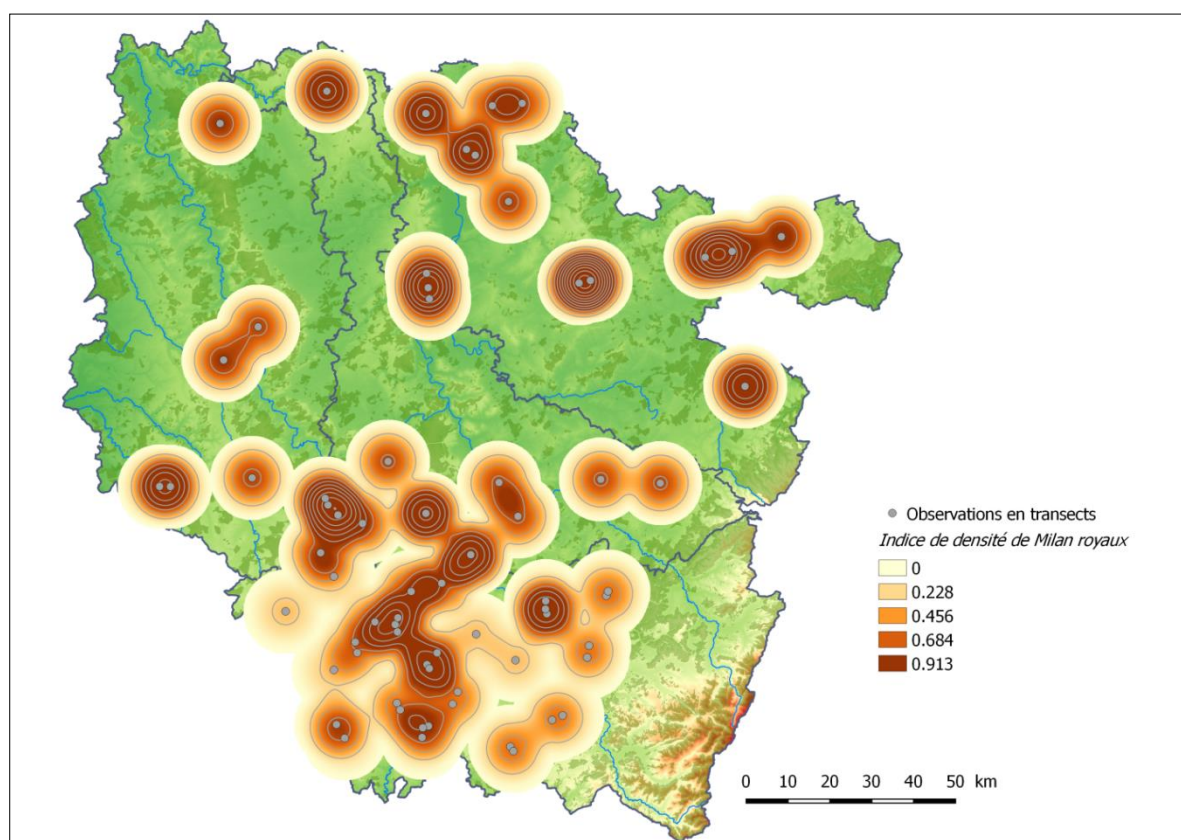 Observations en transects
Indice de densité de Milan royaux
0
0.228
0.456
0.684
0.913
0 10 20 30 40 50 km